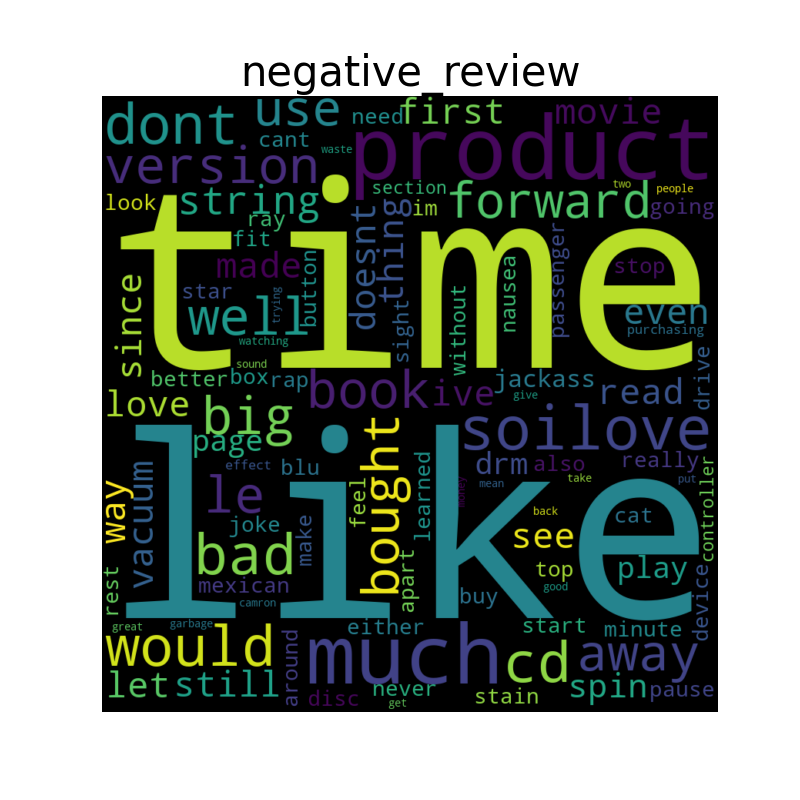 negative_review
dont
use
need
first
movie
cant
waste
product
version
section
two
people
look
string
im
forward
going
ray
fit
time
doesnt
thing
made
passenger
stop
star
button
trying
well
sight
without
nausea
even
purchasing
since
watching
sound
better
box
rap
book
ive
jackass
give
read
drive
love
big
soilove
page
bought
like
effect
blu
drm
also
really
learned
take
put
mean
money
way
vacuum
le
feel
back
controller
joke
make
see
cat
bad
top
play
rest
mexican
apart
good
camron
buy
device
great
garbage
either
start
minute
would
around
much
cd
away
let
still
disc
never
get
stain
spin
pause